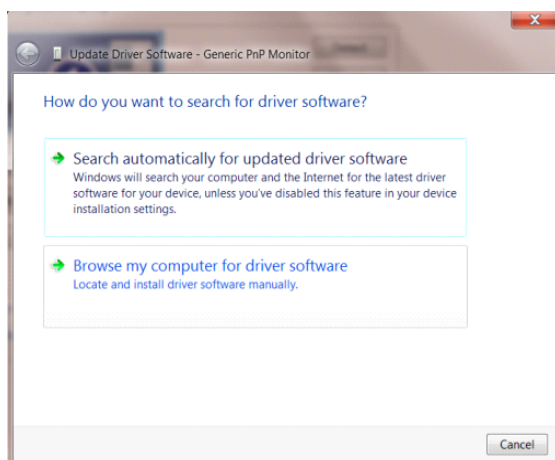 Update Driver Software - Generic PnP Monitor
How do you want to search for driver software?
Search automatically for updated driver software
Windows will search your computer and the Internet for the latest driver
software for your device, unless you've disabled this feature in your device
installation settings.
Browse my computer for driver software
Locate and install driver software manually.
Cancel